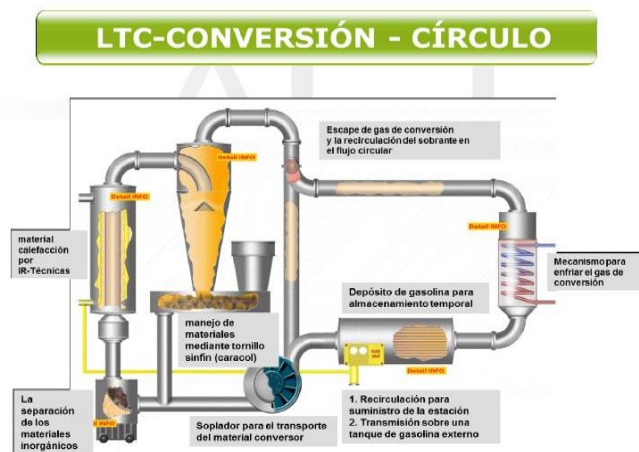 LTC-CONVERSIÓN - CÍRCULO
Escape de gas de conversión
y la recirculación del sobrante en
el flujo circular
Detail INFO
Detail INFO
Detail INFO
material
calefacción
por
IR-Técnicas
Mecanismo para
enfriar el gas de
conversión
Depósito de gasolina para
almacenamiento temporal
manejo de
materiales
mediante tornillo
sinfín (caracol)
GAS
OUT
Detail INFO
La
separación
de los
materiales
inorgánicos
INFO
Soplador para el transporte
del material conversor
1. Recirculación para
suministro de la estación
2. Transmisión sobre una
tanque de gasolina externo